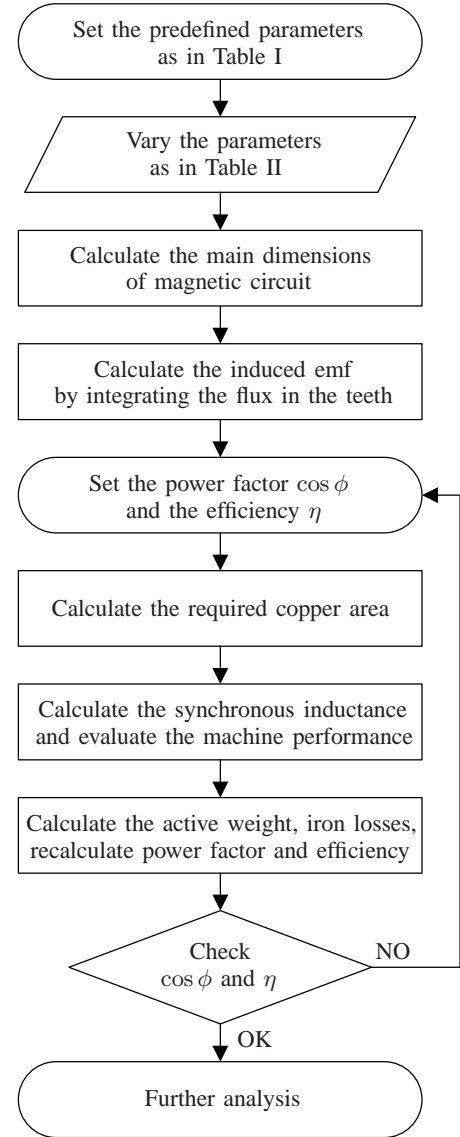 Set the predefined parameters
as in Table I
Vary the parameters
as in Table II
Calculate the main dimensions
of magnetic circuit
Calculate the induced emf
by integrating the flux in the teeth
Set the power factor cos ϕ
and the efficiency η
Calculate the required copper area
Calculate the synchronous inductance
and evaluate the machine performance
Calculate the active weight, iron losses,
recalculate power factor and efficiency
Check
cos ϕ and η
NO
OK
Further analysis